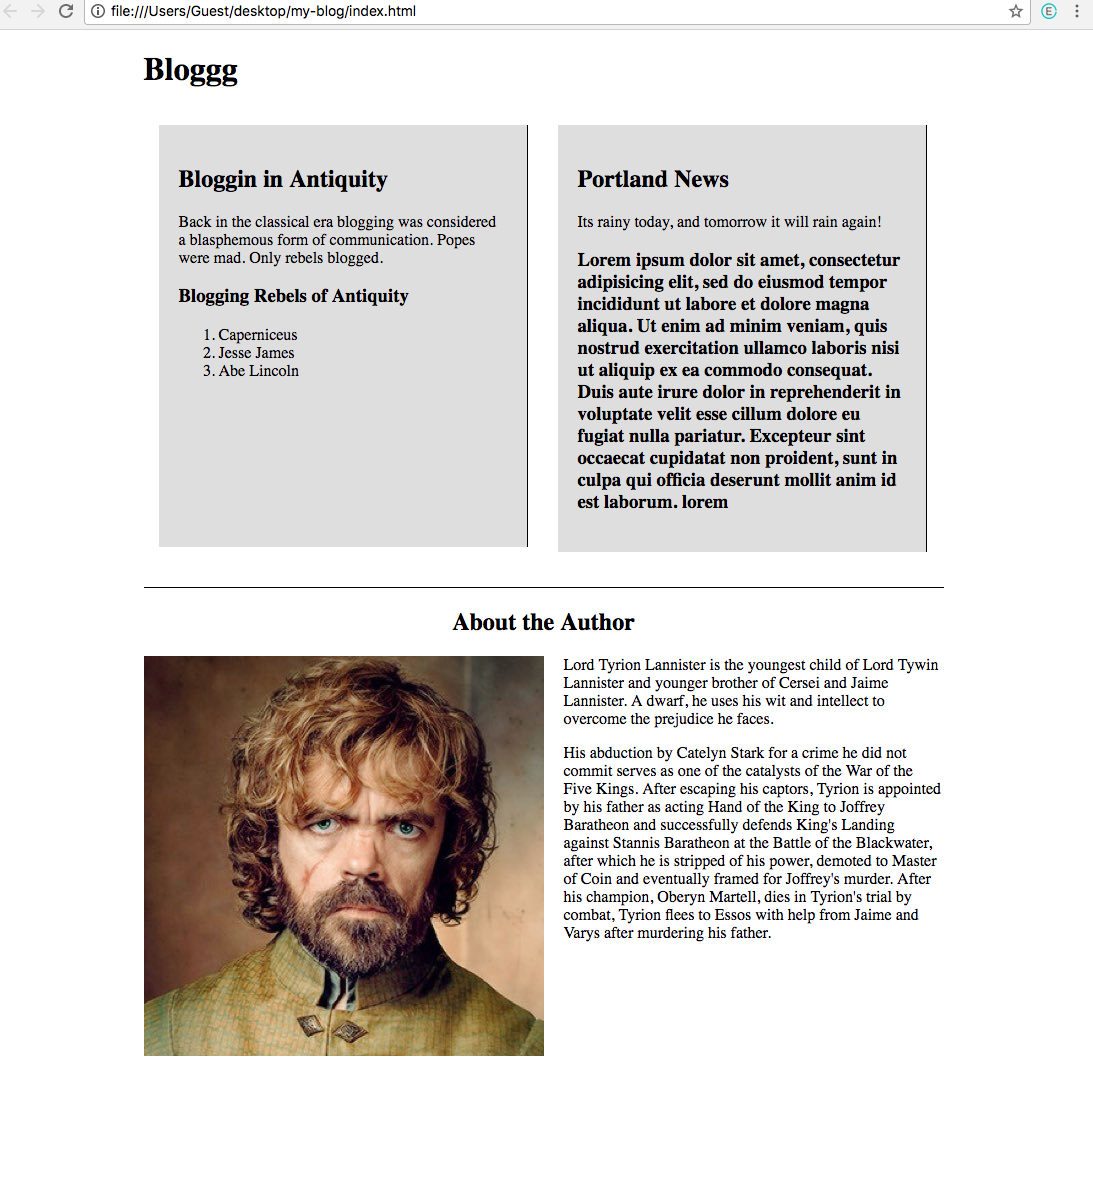 file:///Users/Guest/desktop/my-blog/index.html
Bloggg
Bloggin in Antiquity
Back in the classical era blogging was considered
a blasphemous form of communication. Popes
were mad. Only rebels blogged.
Blogging Rebels of Antiquity
1. Caperniceus
2. Jesse James
3. Abe Lincoln
Portland News
Its rainy today, and tomorrow it will rain again!
Lorem ipsum dolor sit amet, consectetur
adipisicing elit, sed do eiusmod tempor
incididunt ut labore et dolore magna
aliqua. Ut enim ad minim veniam, quis
nostrud exercitation ullamco laboris nisi
ut aliquip ex ea commodo consequat.
Duis aute irure dolor in reprehenderit in
voluptate velit esse cillum dolore eu
fugiat nulla pariatur. Excepteur sint
occaecat cupidatat non proident, sunt in
culpa qui officia deserunt mollit anim id
est laborum. lorem
About the Author
Lord Tyrion Lannister is the youngest child of Lord Tywin
Lannister and younger brother of Cersei and Jaime
Lannister. A dwarf, he uses his wit and intellect to
overcome the prejudice he faces.
His abduction by Catelyn Stark for a crime he did not
commit serves as one of the catalysts of the War of the
Five Kings. After escaping his captors, Tyrion is appointed
by his father as acting Hand of the King to Joffrey
Baratheon and successfully defends King's Landing
against Stannis Baratheon at the Battle of the Blackwater,
after which he is stripped of his power, demoted to Master
of Coin and eventually framed for Joffrey's murder. After
his champion, Oberyn Martell, dies in Tyrion's trial by
combat, Tyrion flees to Essos with help from Jaime and
Varys after murdering his father.